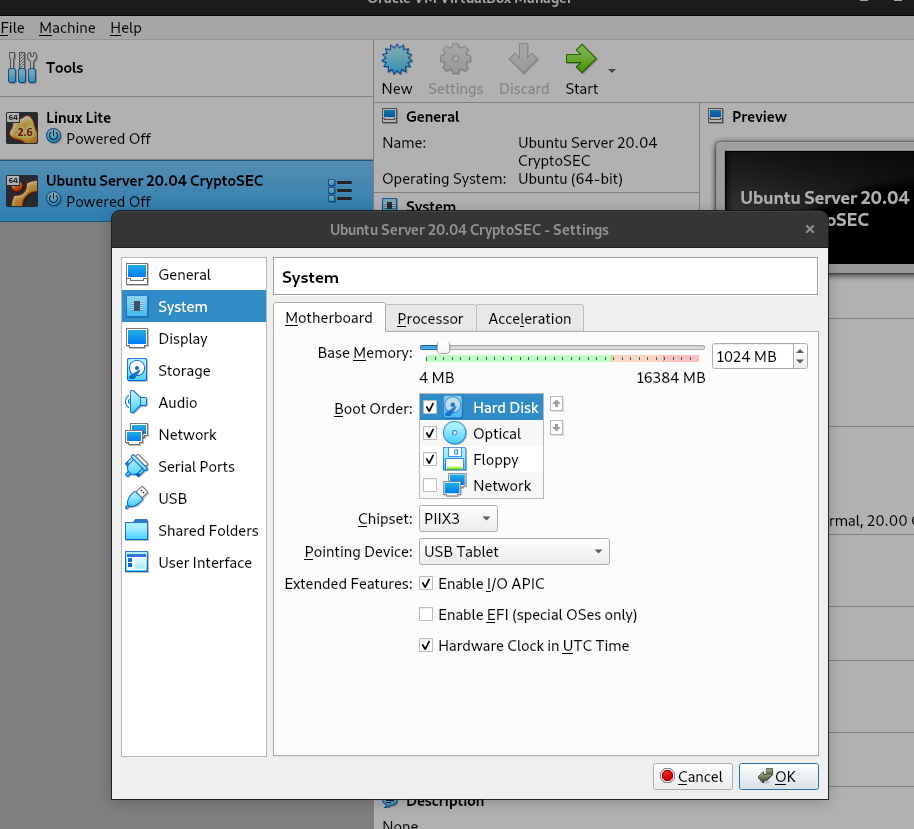 Oracle VM VirtualBox Manager
File Machine Help
Tools
New Settings Discard Start
64
2.6
Linux Lite
Powered Off
64
Ubuntu Server 20.04 CryptoSEC
Powered Off
General
Name: Ubuntu Server 20.04
CryptoSEC
Operating System: Ubuntu (64-bit)
System
Preview
Ubuntu Server 20.04
Ubuntu Server 20.04 CryptoSEC - Settings
General
System
Display
Storage
Audio
Network
Serial Ports
USB
Shared Folders
User Interface
System
Motherboard Processor Acceleration
Base Memory: 1024 MB
4 MB 16384 MB
Boot Order: Hard Disk
Optical
Floppy
Network
Chipset: PIIX3
Pointing Device: USB Tablet
Extended Features: Enable I/O APIC
Enable EFI (special OSes only)
Hardware Clock in UTC Time
Cancel OK
rmal, 20.00
Description
None